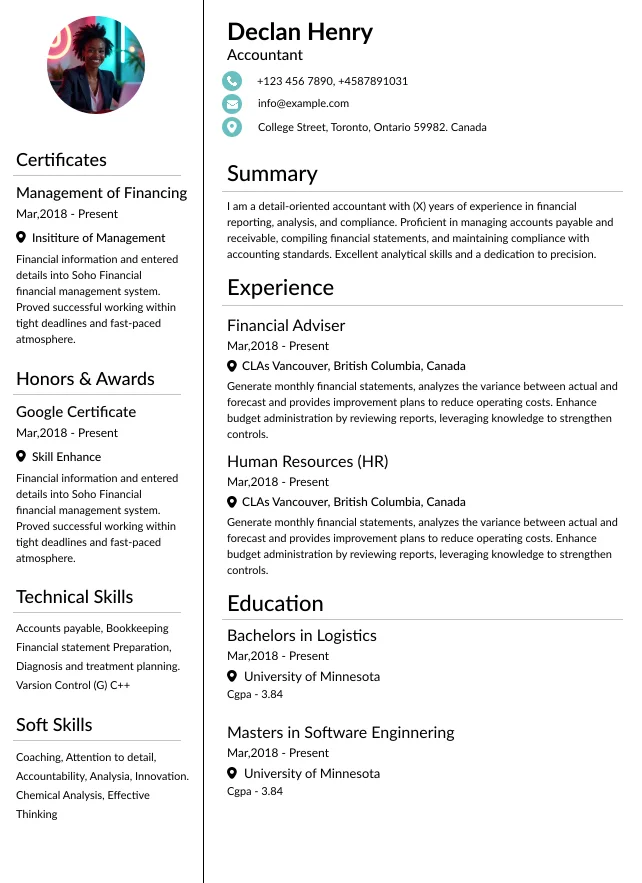 Declan Henry
Accountant
+123 456 7890, +4587891031
info@example.com
College Street, Toronto, Ontario 59982. Canada
Certificates
Management of Financing
Mar,2018 - Present
Insititure of Management
Financial information and entered
details into Soho Financial
financial management system.
Proved successful working within
tight deadlines and fast-paced
atmosphere.
Honors & Awards
Google Certificate
Mar,2018 - Present
Skill Enhance
Financial information and entered
details into Soho Financial
financial management system.
Proved successful working within
tight deadlines and fast-paced
atmosphere.
Technical Skills
Accounts payable, Bookkeeping
Financial statement Preparation,
Diagnosis and treatment planning.
Varsion Control (G) C++
Soft Skills
Coaching, Attention to detail,
Accountability, Analysia, Innovation.
Chemical Analysis, Effective
Thinking
Summary
I am a detail-oriented accountant with (X) years of experience in financial
reporting, analysis, and compliance. Proficient in managing accounts payable and
receivable, compiling financial statements, and maintaining compliance with
accounting standards. Excellent analytical skills and a dedication to precision.
Experience
Financial Adviser
Mar,2018 - Present
CLAs Vancouver, British Columbia, Canada
Generate monthly financial statements, analyzes the variance between actual and
forecast and provides improvement plans to reduce operating costs. Enhance
budget administration by reviewing reports, leveraging knowledge to strengthen
controls.
Human Resources (HR)
Mar,2018 - Present
CLAs Vancouver, British Columbia, Canada
Generate monthly financial statements, analyzes the variance between actual and
forecast and provides improvement plans to reduce operating costs. Enhance
budget administration by reviewing reports, leveraging knowledge to strengthen
controls.
Education
Bachelors in Logistics
Mar,2018 - Present
University of Minnesota
Cgpa - 3.84
Masters in Software Enginnering
Mar,2018 - Present
University of Minnesota
Cgpa - 3.84